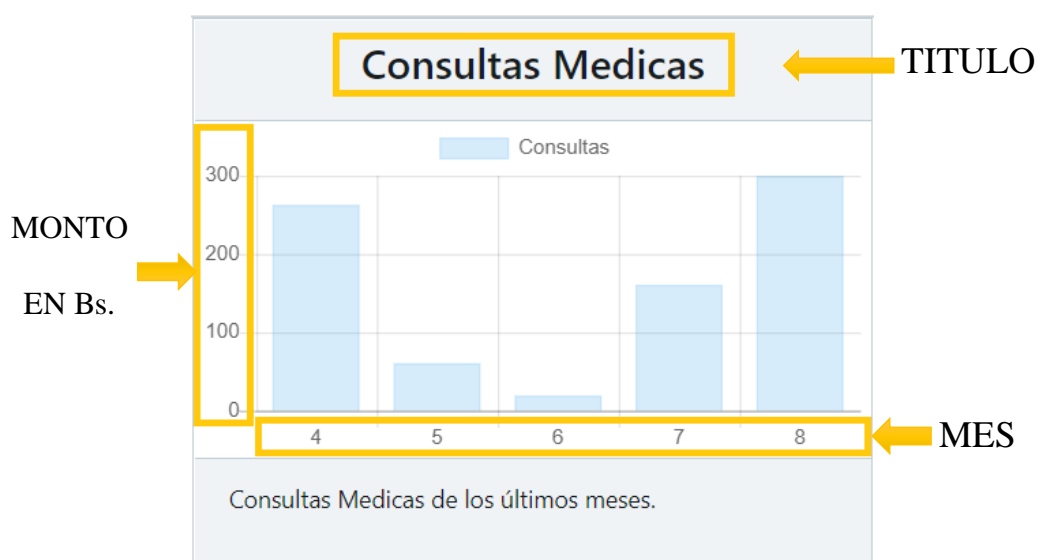 Consultas Medicas
TITULO
Consultas
300
200
100
0
MONTO
EN Bs.
4 5 6 7 8
MES
Consultas Medicas de los últimos meses.